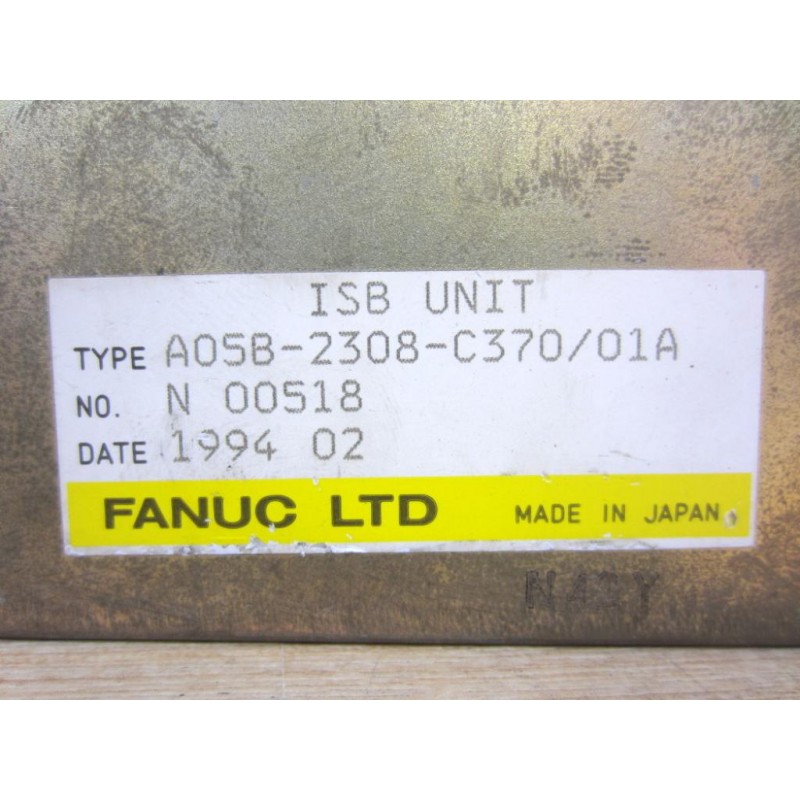 ISB UNIT
TYPE A05B-2308-C370/01A
NO. N 00518
DATE 1994 02
FANUC LTD MADE IN JAPAN